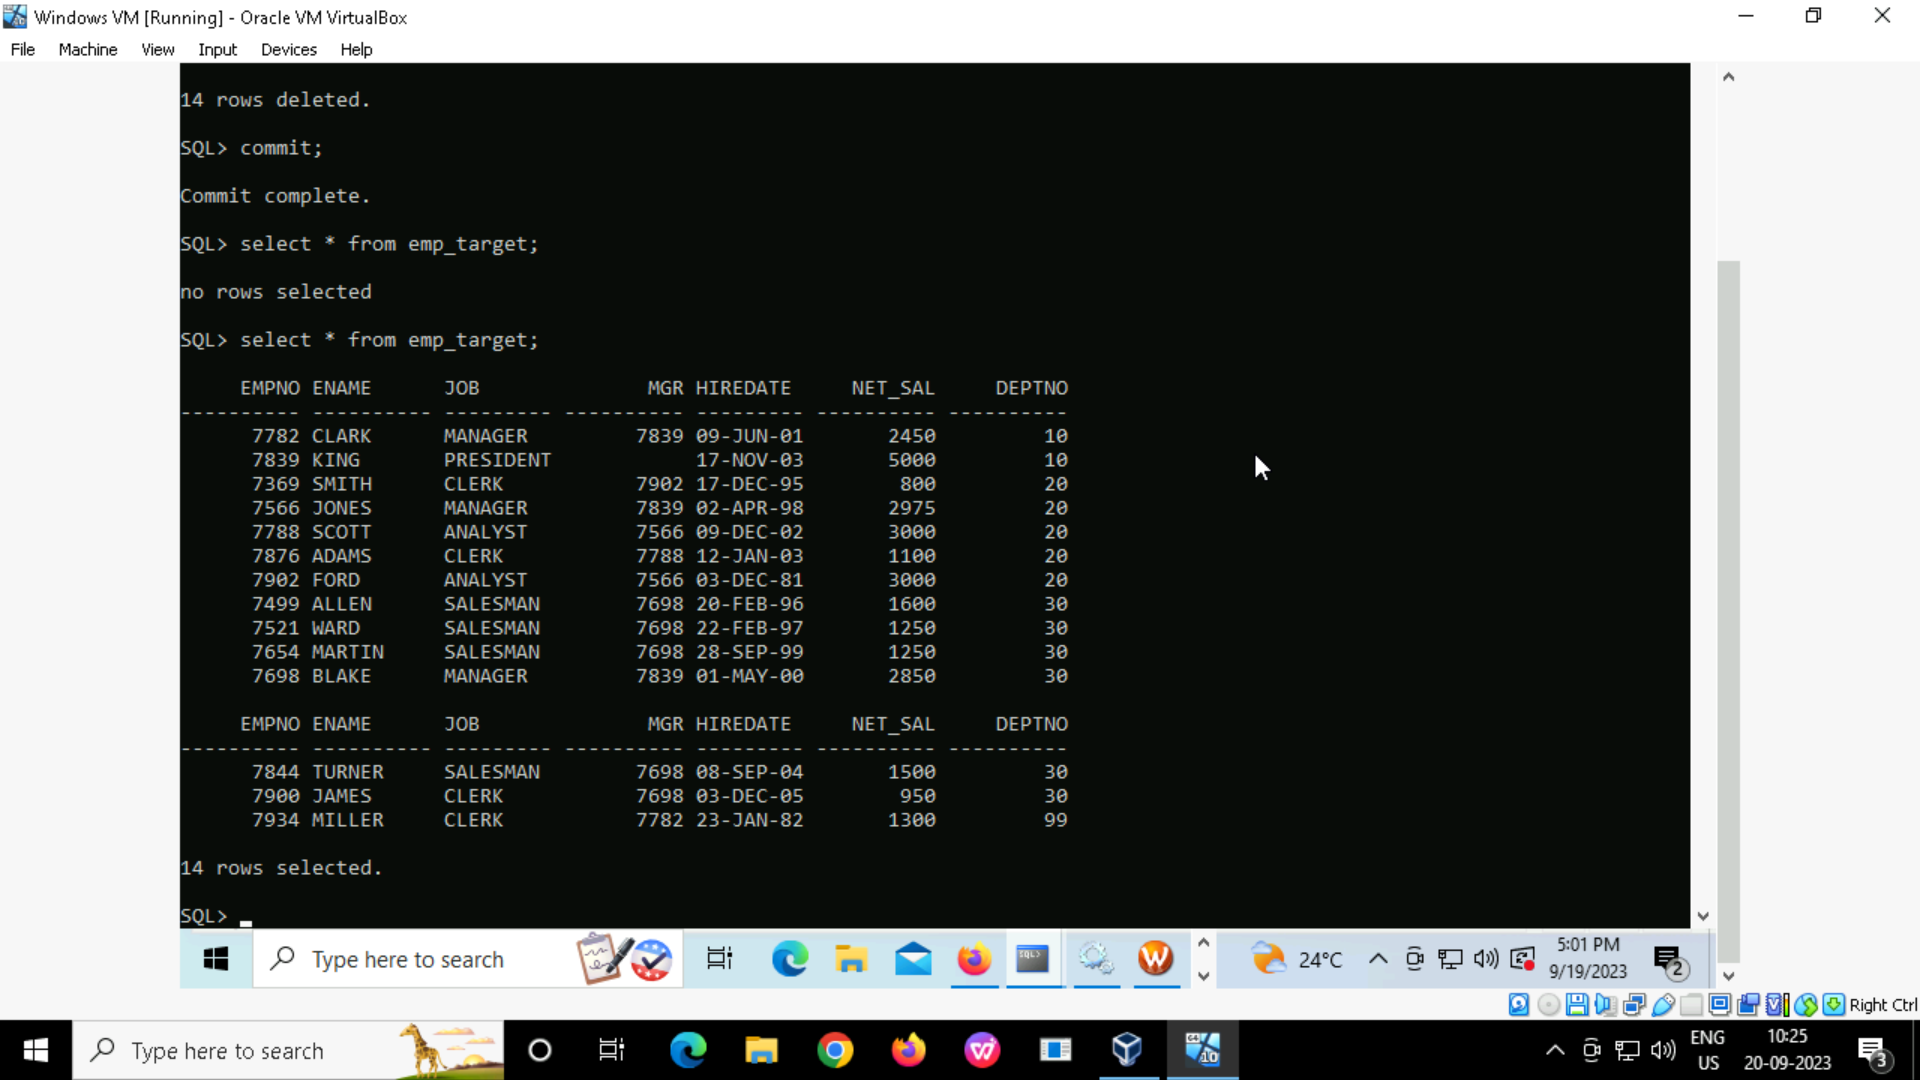 Windows VM [Running] - Oracle VM VirtualBox
File Machine View Input Devices Help
14 rows deleted.
SQL> commit;
Commit complete.
SQL> select * from emp_target;
no rows selected
SQL> select * from emp_target;
EMPNO ENAME JOB MGR HIREDATE NET_SAL DEPTNO
---------- ---------- --------- ---------- --------- ---------- ----------
7782 CLARK MANAGER 7839 09-JUN-01 2450 10
7839 KING PRESIDENT 17-NOV-03 5000 10
7369 SMITH CLERK 7902 17-DEC-95 800 20
7566 JONES MANAGER 7839 02-APR-98 2975 20
7788 SCOTT ANALYST 7566 09-DEC-02 3000 20
7876 ADAMS CLERK 7788 12-JAN-03 1100 20
7902 FORD ANALYST 7566 03-DEC-81 3000 20
7499 ALLEN SALESMAN 7698 20-FEB-96 1600 30
7521 WARD SALESMAN 7698 22-FEB-97 1250 30
7654 MARTIN SALESMAN 7698 28-SEP-99 1250 30
7698 BLAKE MANAGER 7839 01-MAY-00 2850 30
EMPNO ENAME JOB MGR HIREDATE NET_SAL DEPTNO
---------- ---------- --------- ---------- --------- ---------- ----------
7844 TURNER SALESMAN 7698 08-SEP-04 1500 30
7900 JAMES CLERK 7698 03-DEC-05 950 30
7934 MILLER CLERK 7782 23-JAN-82 1300 99
14 rows selected.
SQL> _
Type here to search 24°C 5:01 PM
9/19/2023 2
Right Ctrl
Type here to search ENG 10:25
US 20-09-2023 3